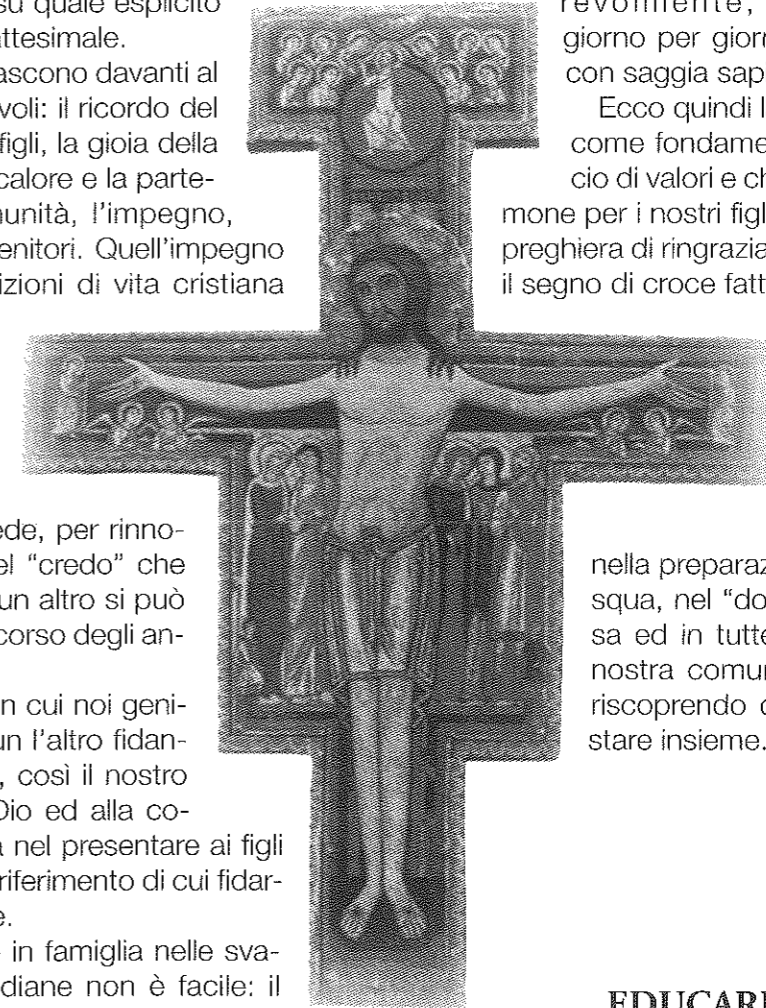 su quale esplicito
attesimale.
ascono davanti al
voli: il ricordo del
figli, la gioia della
calore e la parte-
unità, l'impegno,
enitori. Quell'impegno
izioni di vita cristiana
ede, per rinno-
el "credo" che
un altro si può
corso degli an-
n cui noi geni-
un l'altro fidan-
, così il nostro
Dio ed alla co-
a nel presentare ai figli
riferimento di cui fidar-
e.
in famiglia nelle sva-
diane non è facile: il
revolmente,
giorno per giorn
con saggia sap
Ecco quindi l
come fondame
cio di valori e ch
mone per i nostri figl
preghiera di ringrazia
il segno di croce fatt
nella preparaz
squa, nel "do
sa ed in tutte
nostra comur
riscoprendo c
stare insieme.
EDUCARE